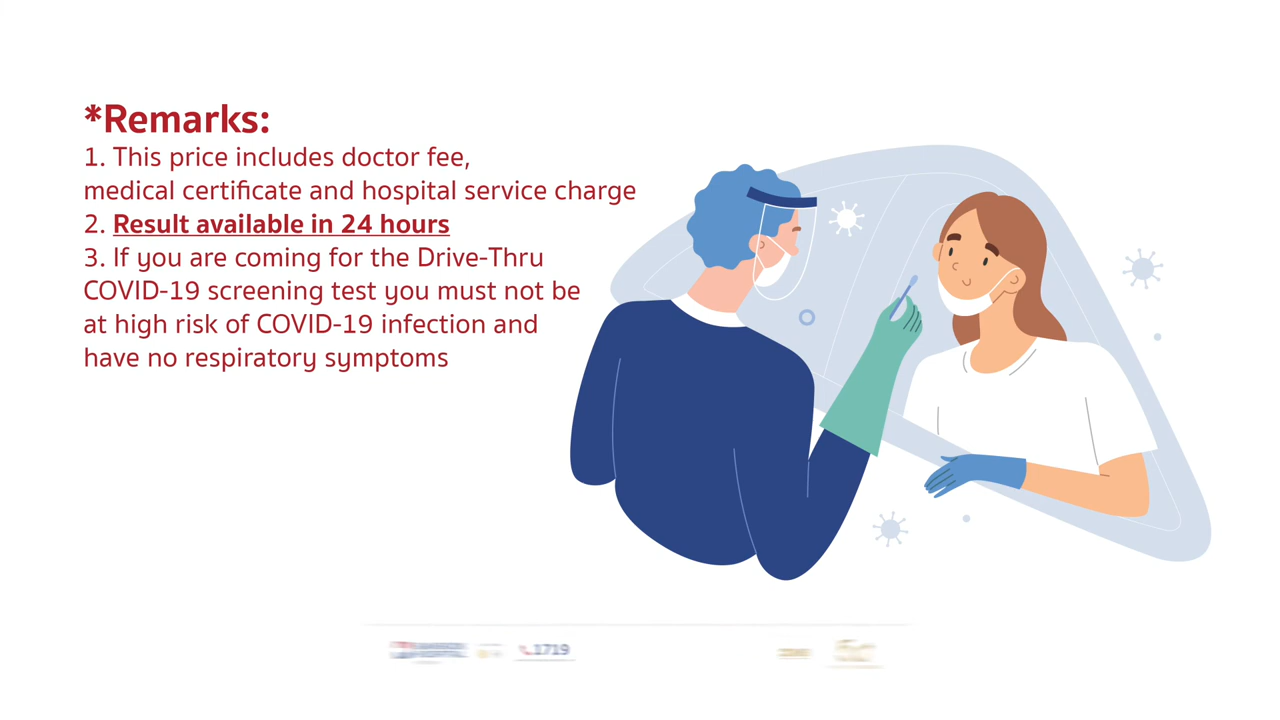 *Remarks:
1. This price includes doctor fee,
medical certificate and hospital service charge
2. Result available in 24 hours
3. If you are coming for the Drive-Thru
COVID-19 screening test you must not be
at high risk of COVID-19 infection and
have no respiratory symptoms
1719